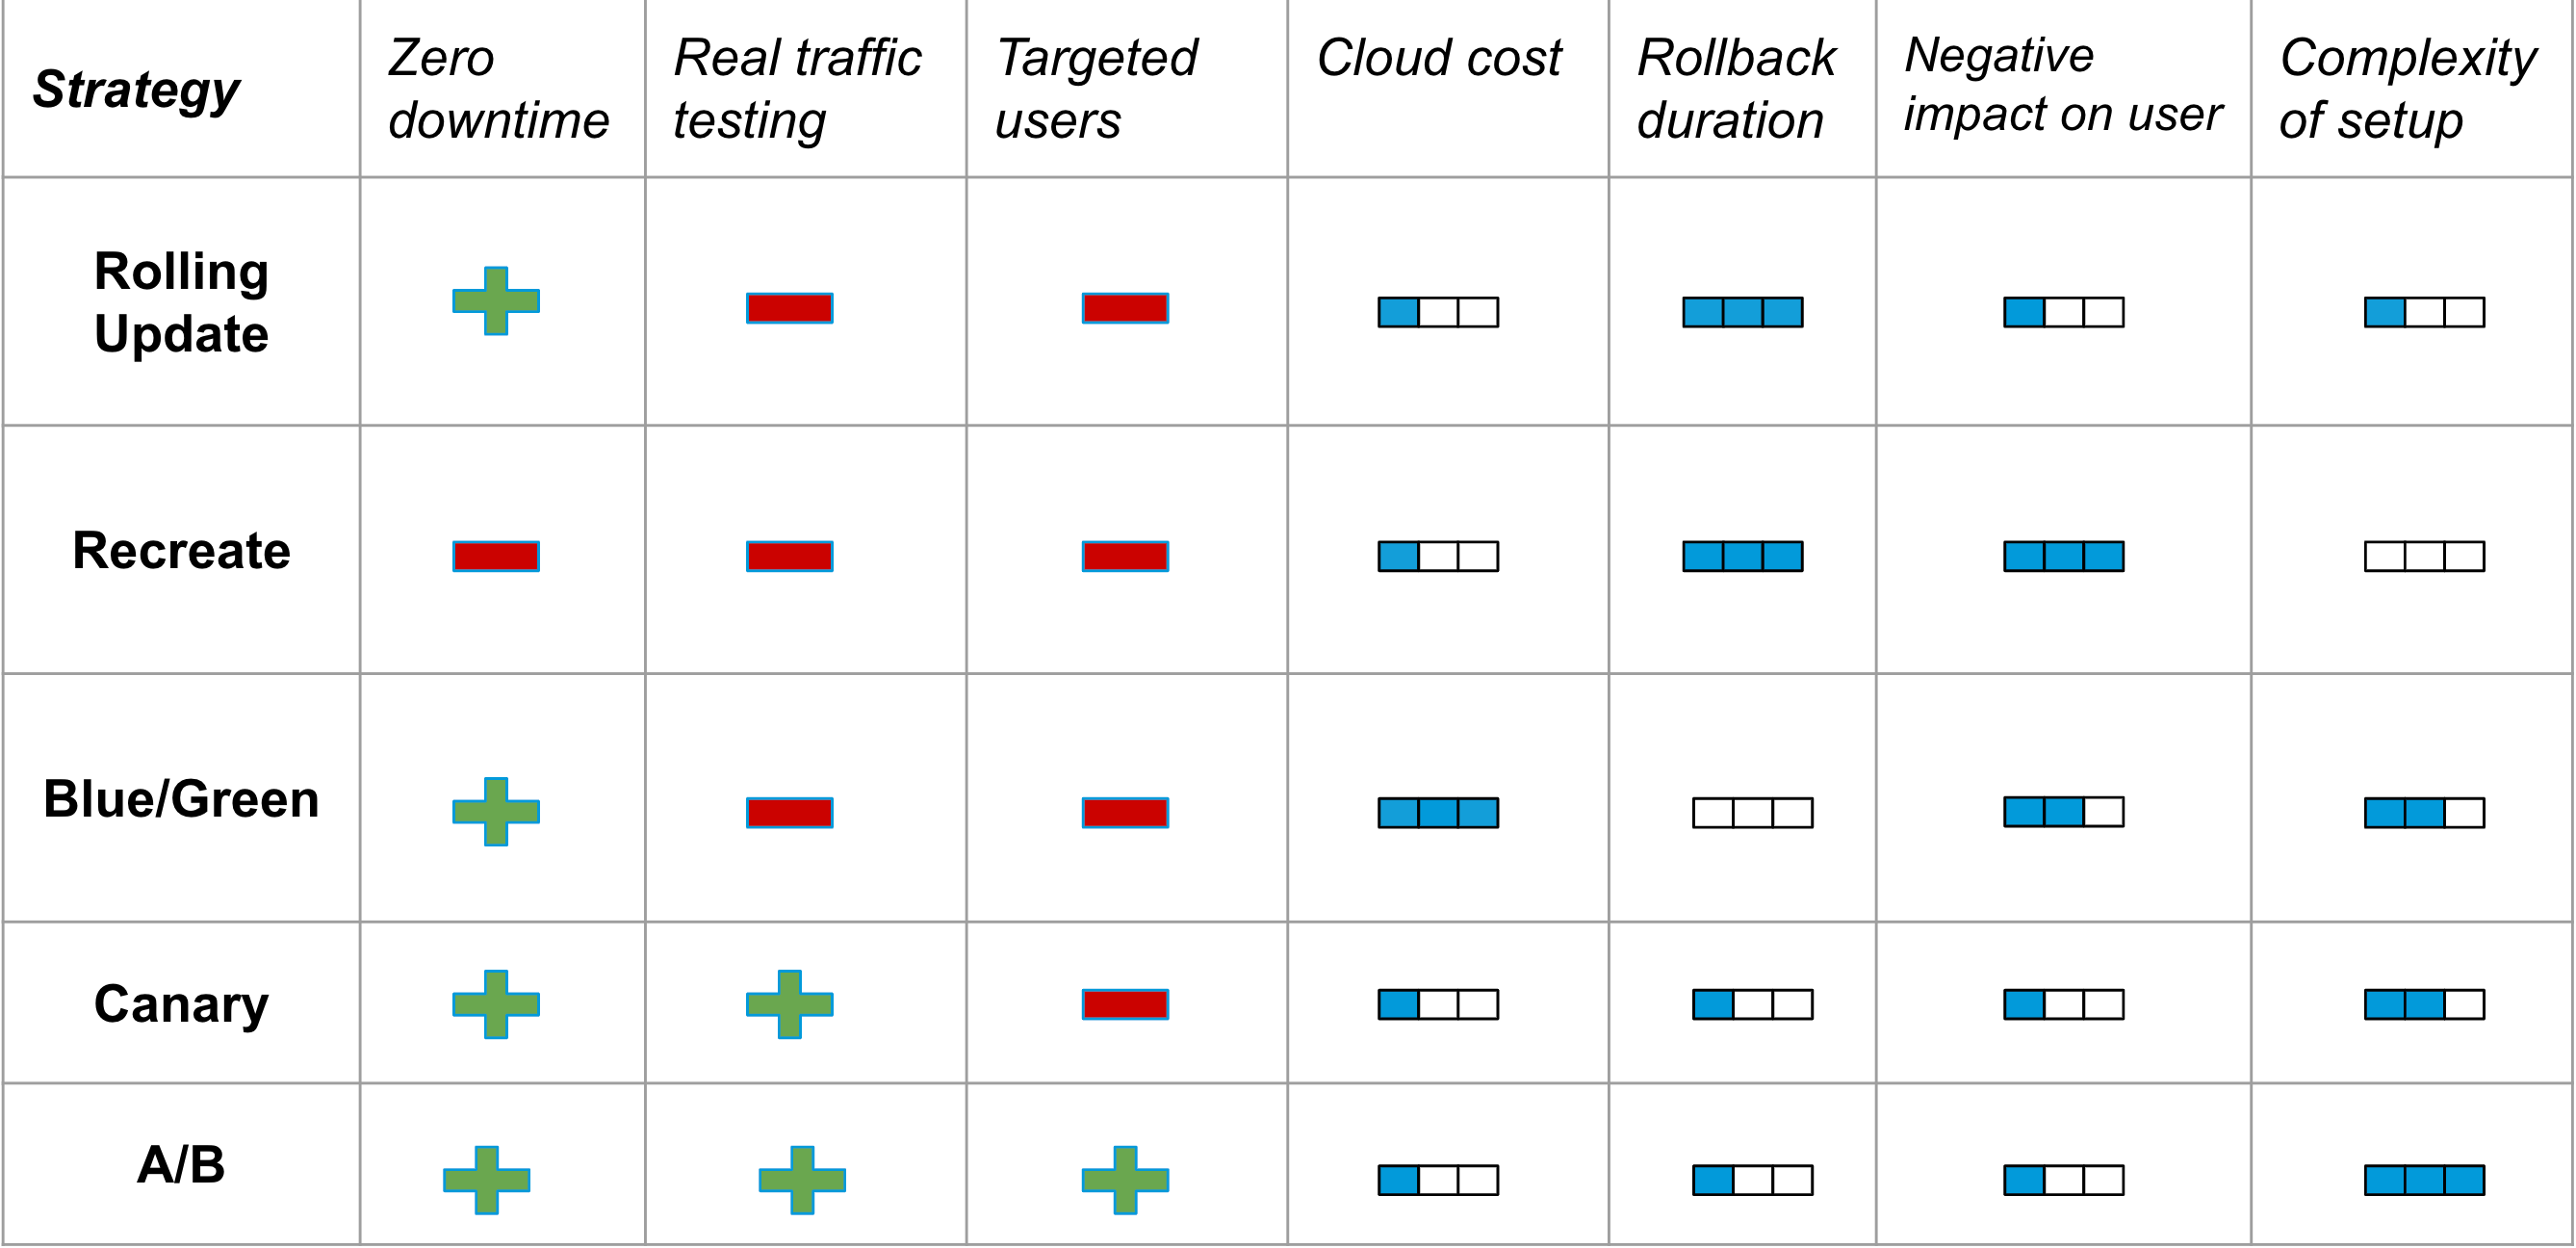 Strategy
Zero
downtime
Real traffic
testing
Targeted
users
Cloud cost
Rollback
duration
Negative
impact on user
Complexity
of setup
Rolling
Update
Recreate
Blue/Green
Canary
A/B